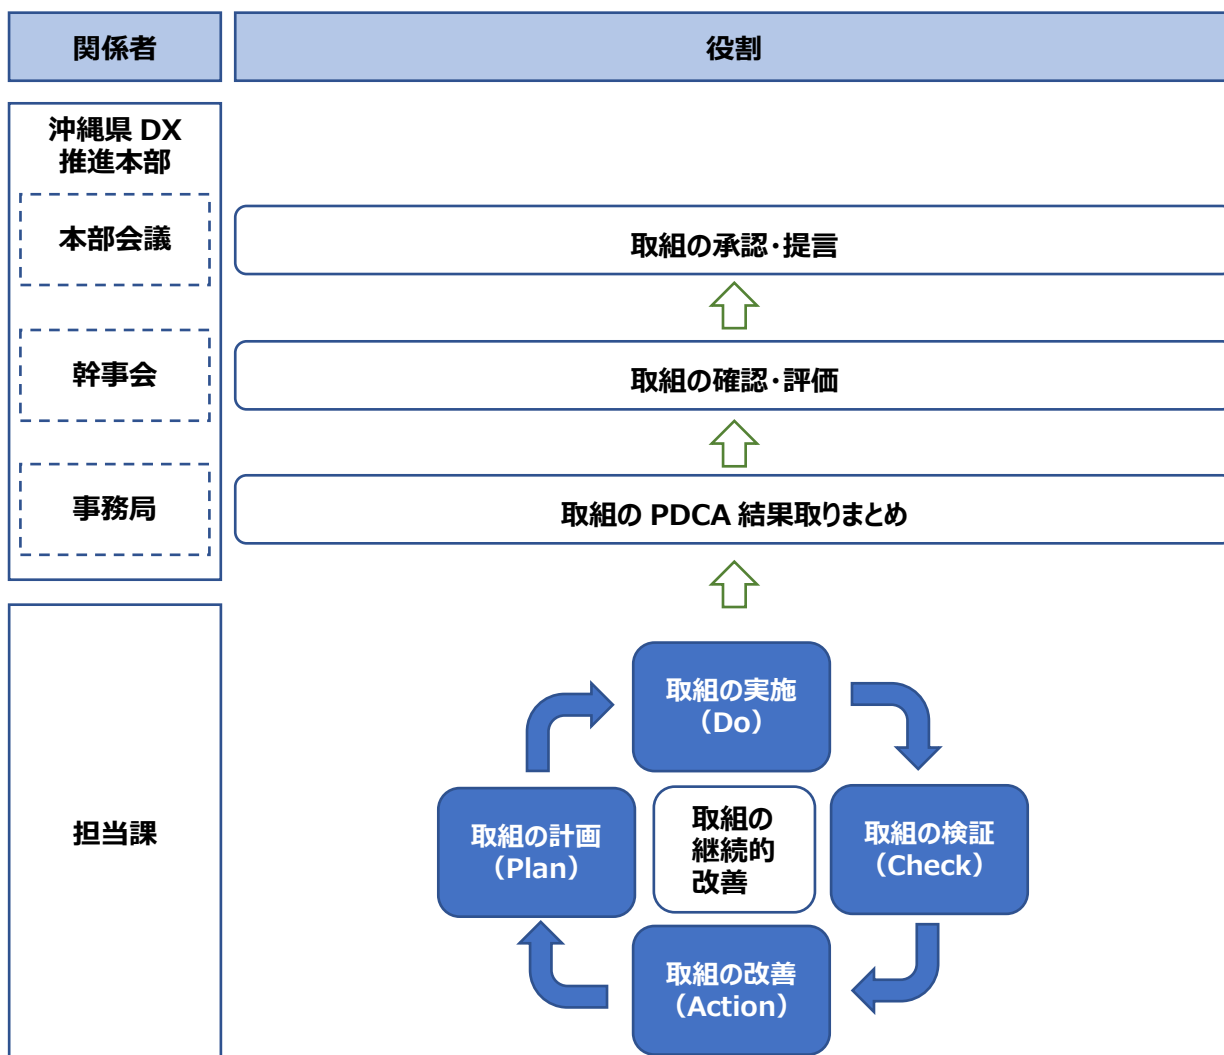 関係者
役割
沖縄県 DX
推進本部
本部会議
取組の承認・提言
幹事会
取組の確認・評価
事務局
取組の PDCA 結果取りまとめ
担当課
取組の実施
（Do）
取組の計画
（Plan）
取組の
継続的
改善
取組の検証
（Check）
取組の改善
（Action）